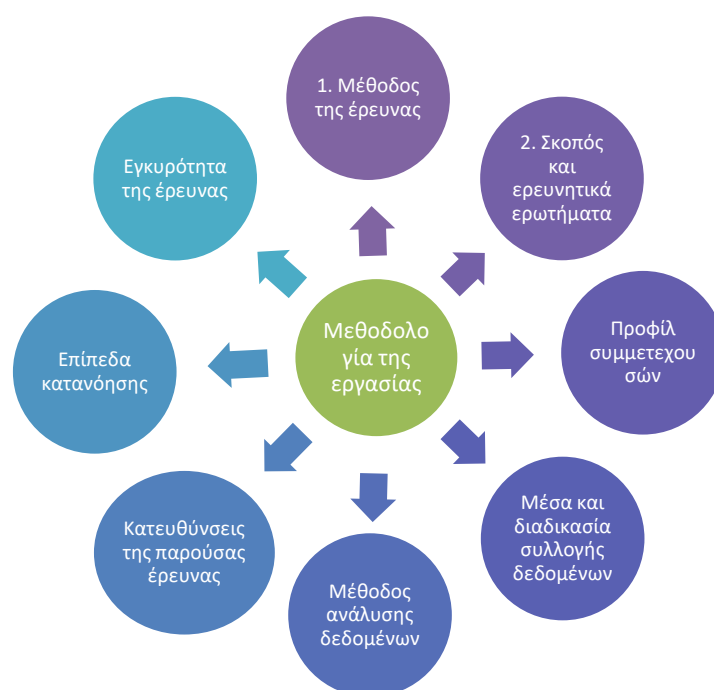 1. Μέθοδος
της έρευνας
2. Σκοπός
και
ερευνητικά
ερωτήματα
Προφίλ
συμμετεχου
σών
Μέσα και
διαδικασία
συλλογής
δεδομένων
Μέθοδος
ανάλυσης
δεδομένων
Κατευθύνσεις
της παρούσας
έρευνας
Επίπεδα
κατανόησης
Εγκυρότητα
της έρευνας
Μεθοδολο
γία της
εργασίας